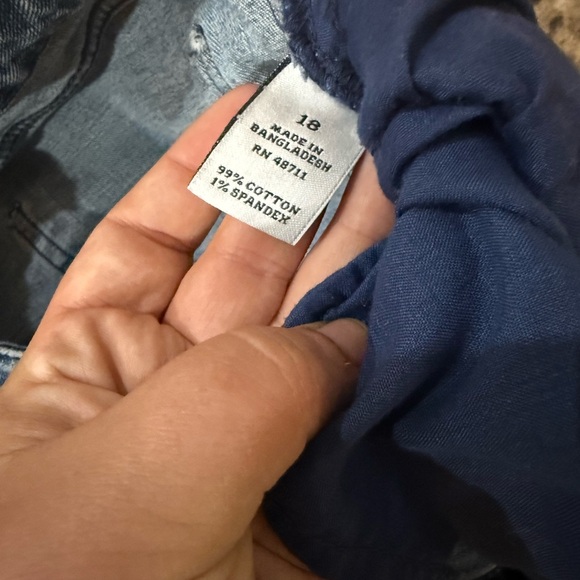 18
MADE IN
BANGLADESH
RN 48711
99% COTTON
1% SPANDEX